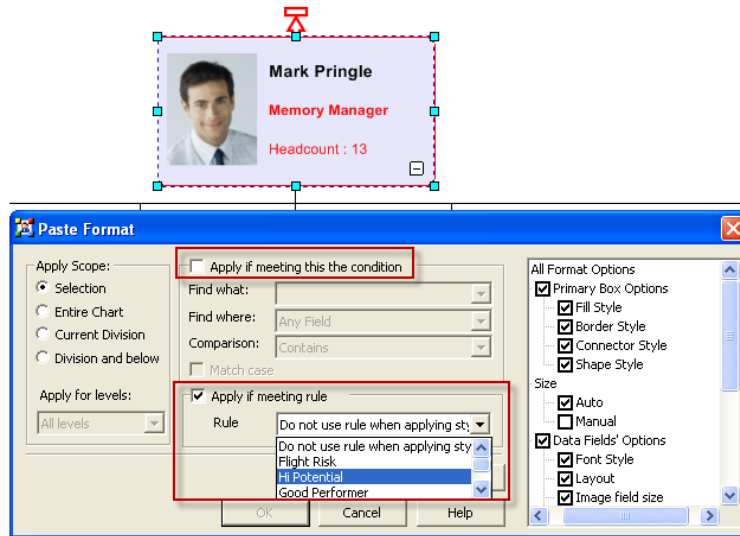 Mark Pringle
Memory Manager
Headcount : 13
Paste Format
Apply Scope:
Selection
Entire Chart
Current Division
Division and below
Apply for levels:
All levels
Apply if meeting this the condition
Find what:
Find where:
Any Field
Comparison:
Contains
Match case
Apply if meeting rule
Rule
Do not use rule when applying sty
Do not use rule when applying sty
Flight Risk
Hi Potential
Good Performer
OK
Cancel
Help
All Format Options
Primary Box Options
Fill Style
Border Style
Connector Style
Shape Style
Size
Auto
Manual
Data Fields' Options
Font Style
Layout
Image field size